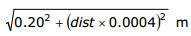 √0.20² + (dist × 0.0004)² m